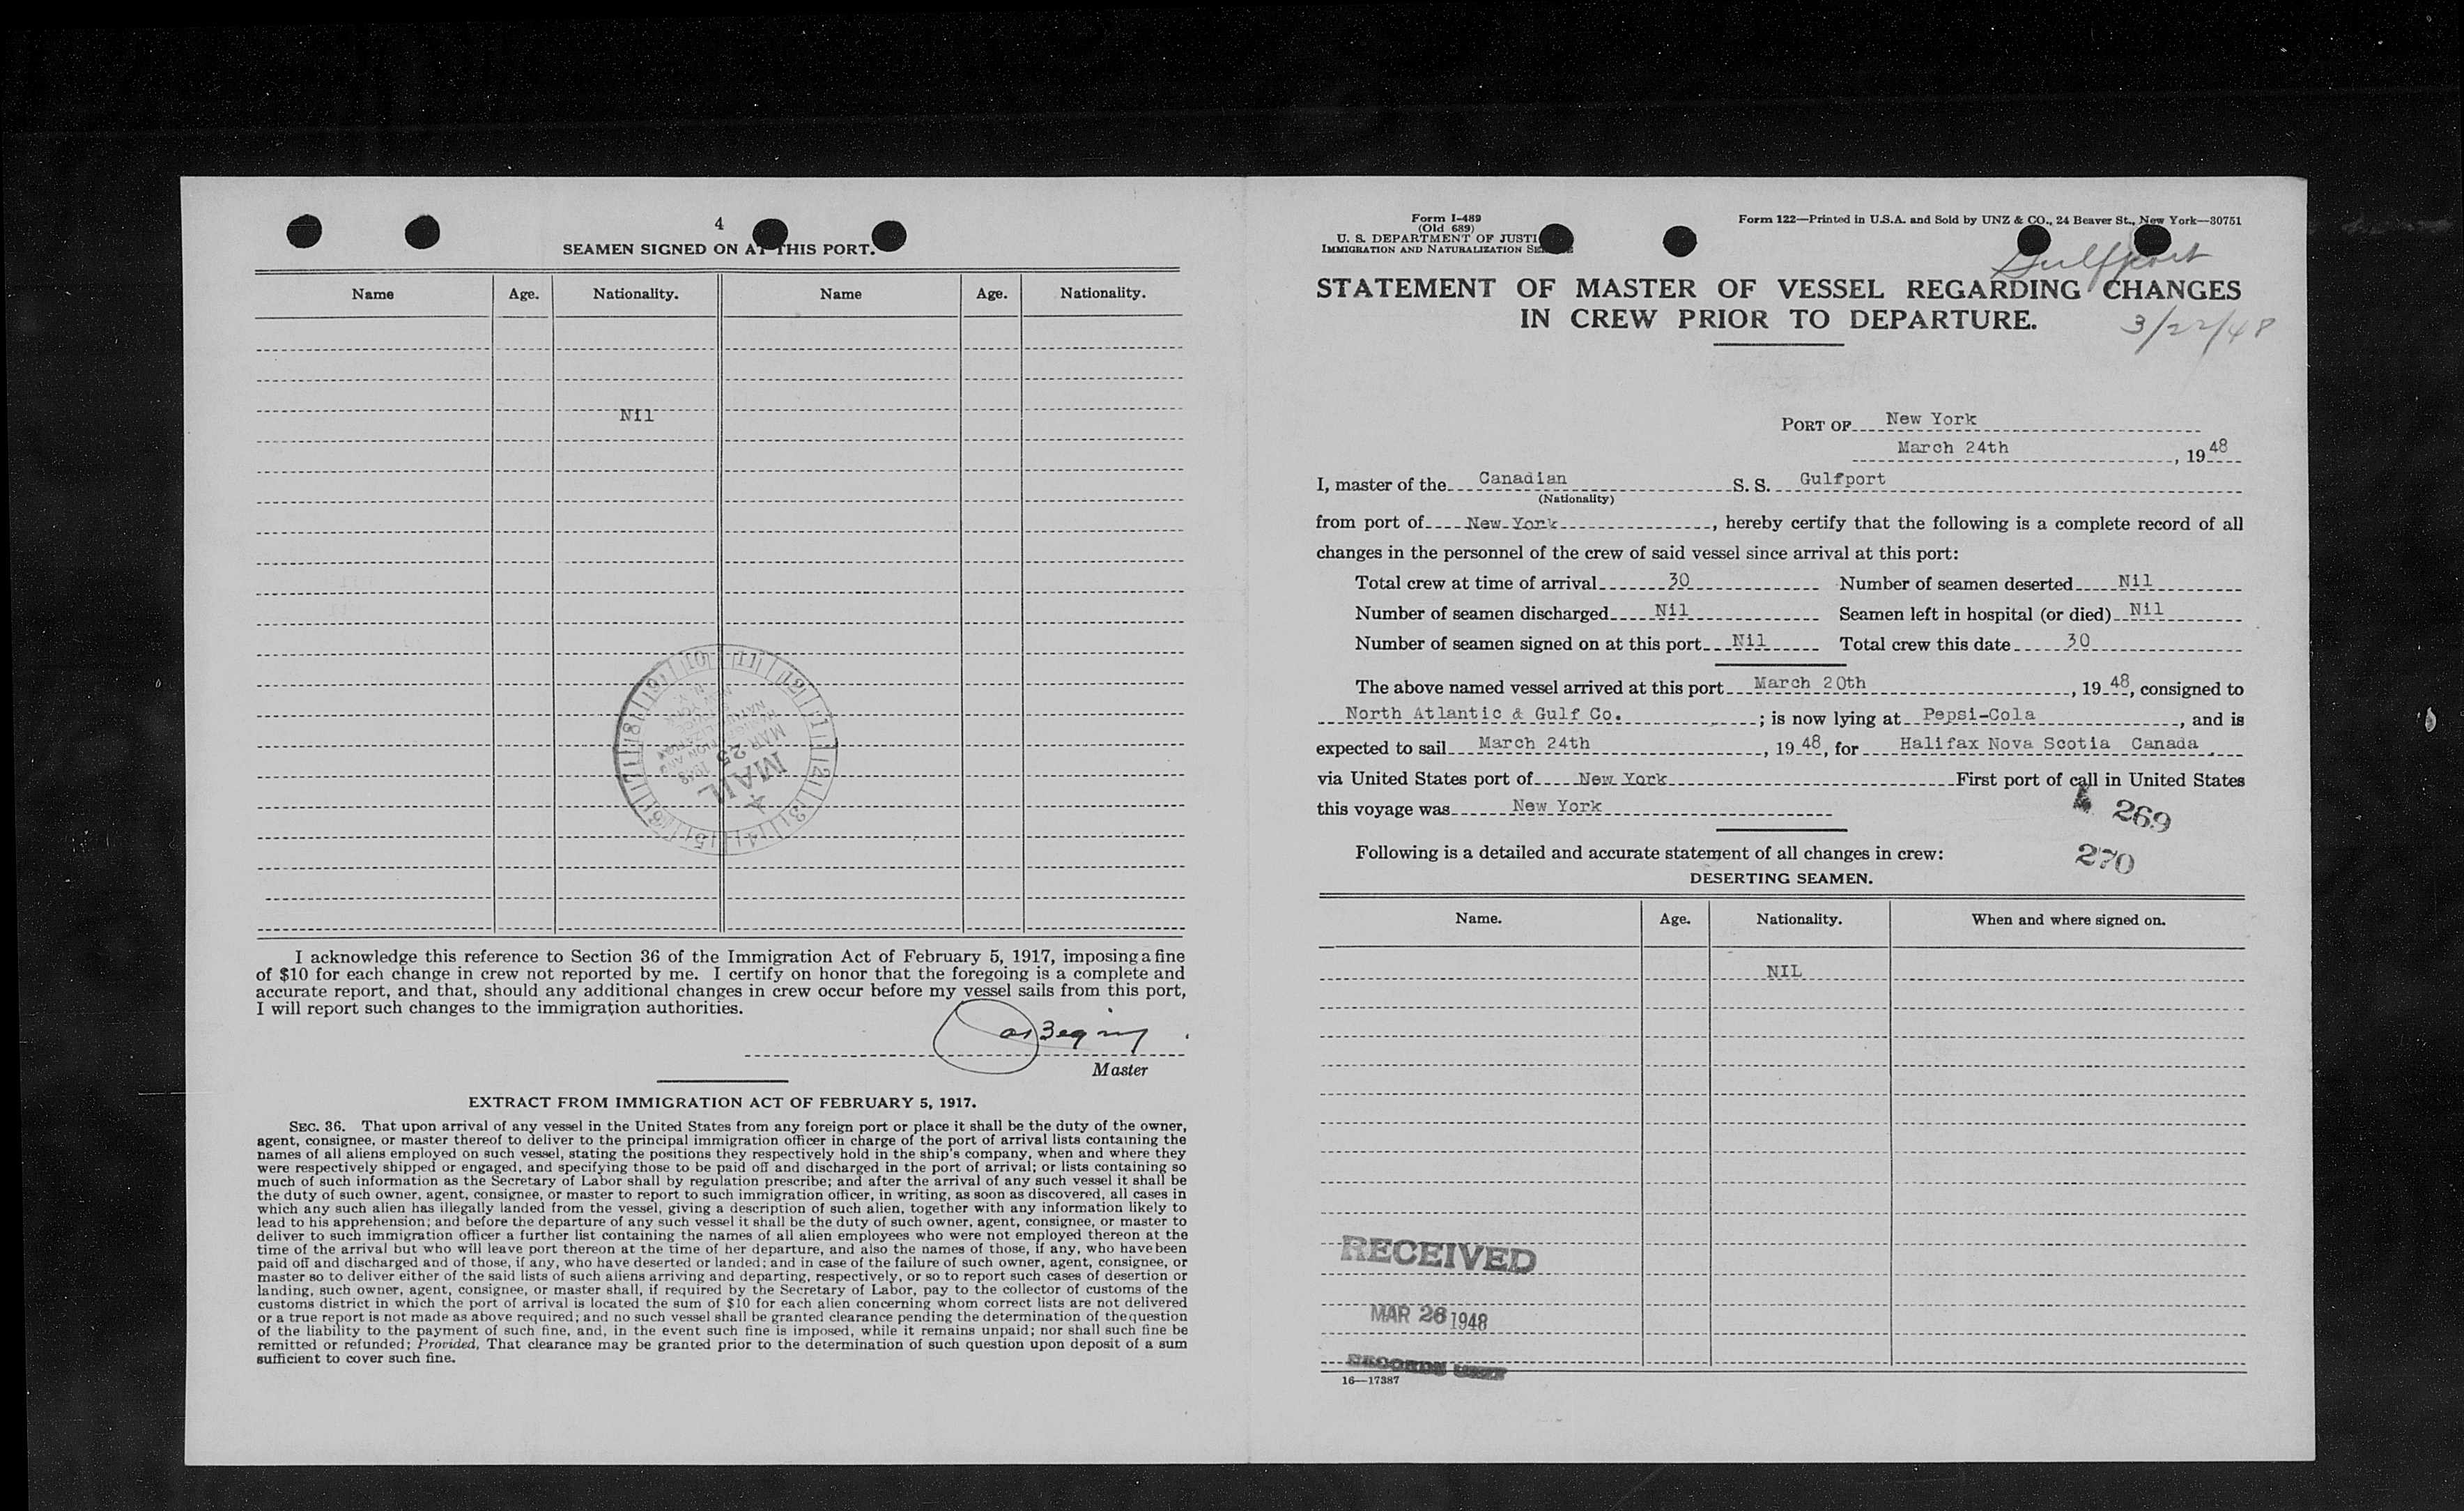 4
SEAMEN SIGNED ON AT THIS PORT.
Name Age. Nationality. Name Age. Nationality.
Nil
10 11 12 1 2 3 4 5 6 7 8 9
MAR 25 1948
MAIL
I acknowledge this reference to Section 36 of the Immigration Act of February 5, 1917, imposing a fine
of $10 for each change in crew not reported by me. I certify on honor that the foregoing is a complete and
accurate report, and that, should any additional changes in crew occur before my vessel sails from this port,
I will report such changes to the immigration authorities.
Master
EXTRACT FROM IMMIGRATION ACT OF FEBRUARY 5, 1917.
SEC. 36. That upon arrival of any vessel in the United States from any foreign port or place it shall be the duty of the owner,
agent, consignee, or master thereof to deliver to the principal immigration officer in charge of the port of arrival lists containing the
names of all aliens employed on such vessel, stating the positions they respectively hold in the ship's company, when and where they
were respectively shipped or engaged, and specifying those to be paid off and discharged in the port of arrival; or lists containing so
much of such information as the Secretary of Labor shall by regulation prescribe; and after the arrival of any such vessel it shall be
the duty of such owner, agent, consignee, or master to report to such immigration officer, in writing, as soon as discovered, all cases in
which any such alien has illegally landed from the vessel, giving a description of such alien, together with any information likely to
lead to his apprehension; and before the departure of any such vessel it shall be the duty of such owner, agent, consignee, or master to
deliver to such immigration officer a further list containing the names of all alien employees who were not employed thereon at the
time of the arrival but who will leave port thereon at the time of her departure, and also the names of those, if any, who have been
paid off and discharged and of those, if any, who have deserted or landed; and in case of the failure of such owner, agent, consignee, or
master so to deliver either of the said lists of such aliens arriving and departing, respectively, or so to report such cases of desertion or
landing, such owner, agent, consignee, or master shall, if required by the Secretary of Labor, pay to the collector of customs of the
customs district in which the port of arrival is located the sum of $10 for each alien concerning whom correct lists are not delivered
or a true report is not made as above required; and no such vessel shall be granted clearance pending the determination of the question
of the liability to the payment of such fine, and, in the event such fine is imposed, while it remains unpaid; nor shall such fine be
remitted or refunded; Provided, That clearance may be granted prior to the determination of such question upon deposit of a sum
sufficient to cover such fine.
Form I-489
(Old 689)
U. S. DEPARTMENT OF JUSTI
IMMIGRATION AND NATURALIZATION SE
Form 122—Printed in U.S.A. and Sold by UNZ & CO., 24 Beaver St., New York—30751
Gulfport
STATEMENT OF MASTER OF VESSEL REGARDING CHANGES
IN CREW PRIOR TO DEPARTURE.
3/22/48
PORT OF New York
March 24th, 1948
I, master of the Canadian S. S. Gulfport
(Nationality)
from port of New York, hereby certify that the following is a complete record of all
changes in the personnel of the crew of said vessel since arrival at this port:
Total crew at time of arrival 30 Number of seamen deserted Nil
Number of seamen discharged Nil Seamen left in hospital (or died) Nil
Number of seamen signed on at this port Nil Total crew this date 30
The above named vessel arrived at this port March 20th, 1948, consigned to
North Atlantic & Gulf Co.; is now lying at Pepsi-Cola, and is
expected to sail March 24th, 1948, for Halifax Nova Scotia Canada.
via United States port of New York First port of call in United States
this voyage was New York
269
270
Following is a detailed and accurate statement of all changes in crew:
DESERTING SEAMEN.
Name. Age. Nationality. When and where signed on.
NIL
RECEIVED
MAR 26 1948
RECORDS UNIT
16—17387